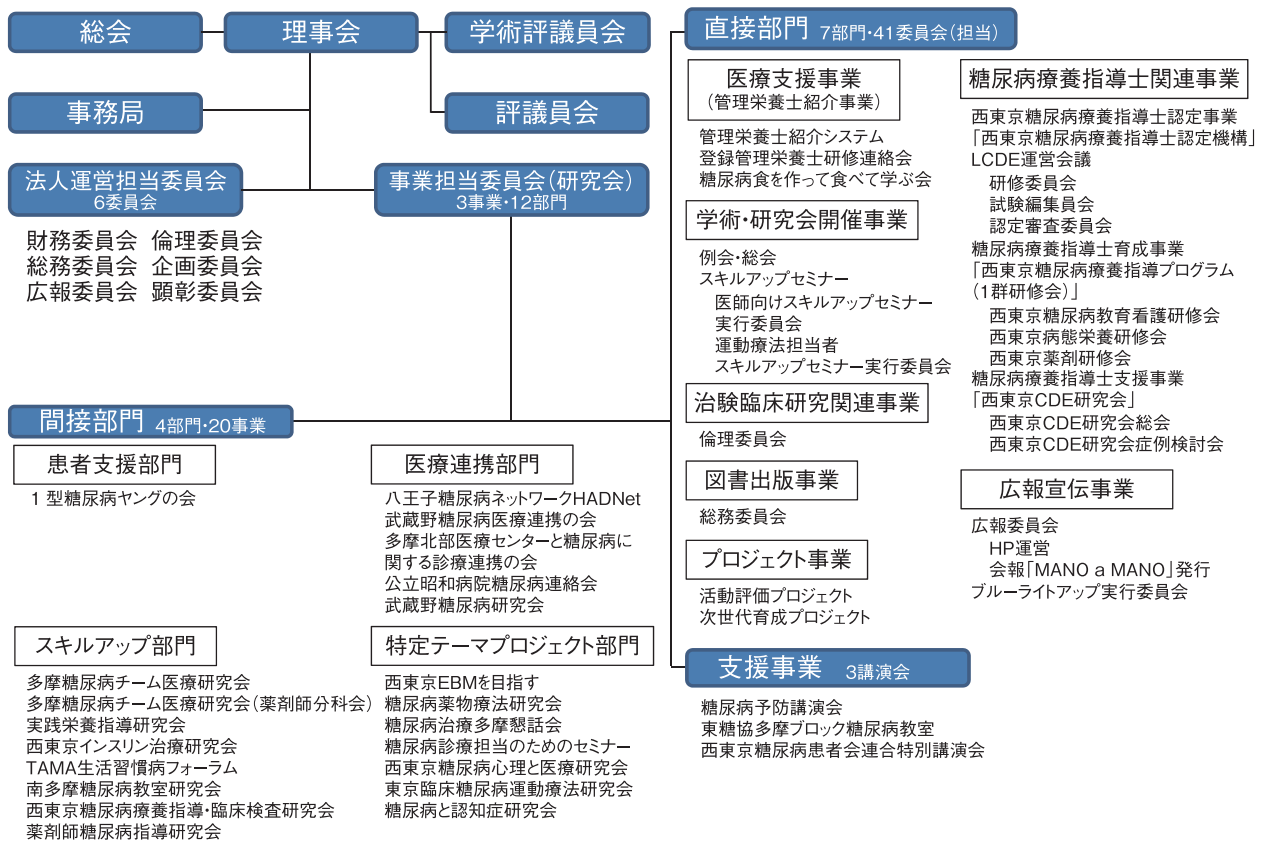 総会
理事会
学術評議員会
事務局
評議員会
法人運営担当委員会
6委員会
事業担当委員会(研究会)
3事業・12部門
財務委員会 倫理委員会
総務委員会 企画委員会
広報委員会 顕彰委員会
間接部門 4部門・20事業
患者支援部門
1型糖尿病ヤングの会
医療連携部門
八王子糖尿病ネットワークHADNet
武蔵野糖尿病医療連携の会
多摩北部医療センターと糖尿病に
関する診療連携の会
公立昭和病院糖尿病連絡会
武蔵野糖尿病研究会
スキルアップ部門
多摩糖尿病チーム医療研究会
多摩糖尿病チーム医療研究会(薬剤師分科会)
実践栄養指導研究会
西東京インスリン治療研究会
TAMA生活習慣病フォーラム
南多摩糖尿病教室研究会
西東京糖尿病療養指導・臨床検査研究会
薬剤師糖尿病指導研究会
特定テーマプロジェクト部門
西東京EBMを目指す
糖尿病薬物療法研究会
糖尿病治療多摩懇話会
糖尿病診療担当のためのセミナー
西東京糖尿病心理と医療研究会
東京臨床糖尿病運動療法研究会
糖尿病と認知症研究会
直接部門 7部門・41委員会(担当)
医療支援事業
(管理栄養士紹介事業)
管理栄養士紹介システム
登録管理栄養士研修連絡会
糖尿病食を作って食べて学ぶ会
学術・研究会開催事業
例会・総会
スキルアップセミナー
医師向けスキルアップセミナー
実行委員会
運動療法担当者
スキルアップセミナー実行委員会
治験臨床研究関連事業
倫理委員会
図書出版事業
総務委員会
プロジェクト事業
活動評価プロジェクト
次世代育成プロジェクト
糖尿病療養指導士関連事業
西東京糖尿病療養指導士認定事業
「西東京糖尿病療養指導士認定機構」
LCDE運営会議
研修委員会
試験編集員会
認定審査委員会
糖尿病療養指導士育成事業
「西東京糖尿病療養指導プログラム
(1群研修会)」
西東京糖尿病教育看護研修会
西東京病態栄養研修会
西東京薬剤研修会
糖尿病療養指導士支援事業
「西東京CDE研究会」
西東京CDE研究会総会
西東京CDE研究会症例検討会
広報宣伝事業
広報委員会
HP運営
会報「MANO a MANO」発行
ブルーライトアップ実行委員会
支援事業 3講演会
糖尿病予防講演会
東糖協多摩ブロック糖尿病教室
西東京糖尿病患者会連合特別講演会